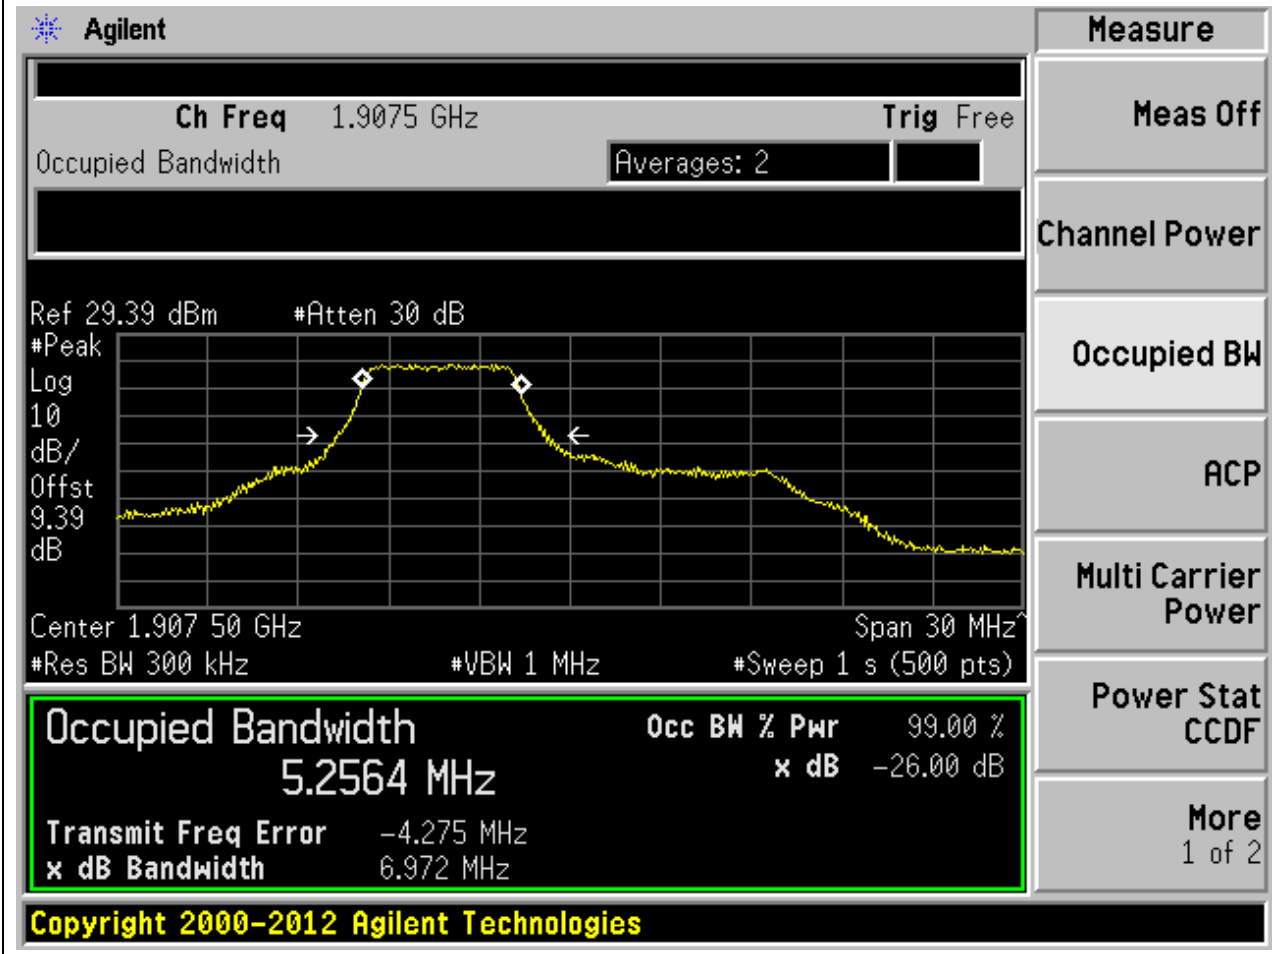 Agilent
Measure
Ch Freq 1.9075 GHz Trig Free
Meas Off
Occupied Bandwidth Averages: 2
Channel Power
Ref 29.39 dBm #Atten 30 dB
#Peak
Log
10
dB/
Offst
9.39
dB
Occupied BW
ACP
Center 1.907 50 GHz Span 30 MHz^
#Res BW 300 kHz #VBW 1 MHz #Sweep 1 s (500 pts)
Multi Carrier
Power
Occupied Bandwidth Occ BW % Pwr 99.00 %
5.2564 MHz x dB -26.00 dB
Transmit Freq Error -4.275 MHz
x dB Bandwidth 6.972 MHz
Power Stat
CCDF
More
1 of 2
Copyright 2000-2012 Agilent Technologies